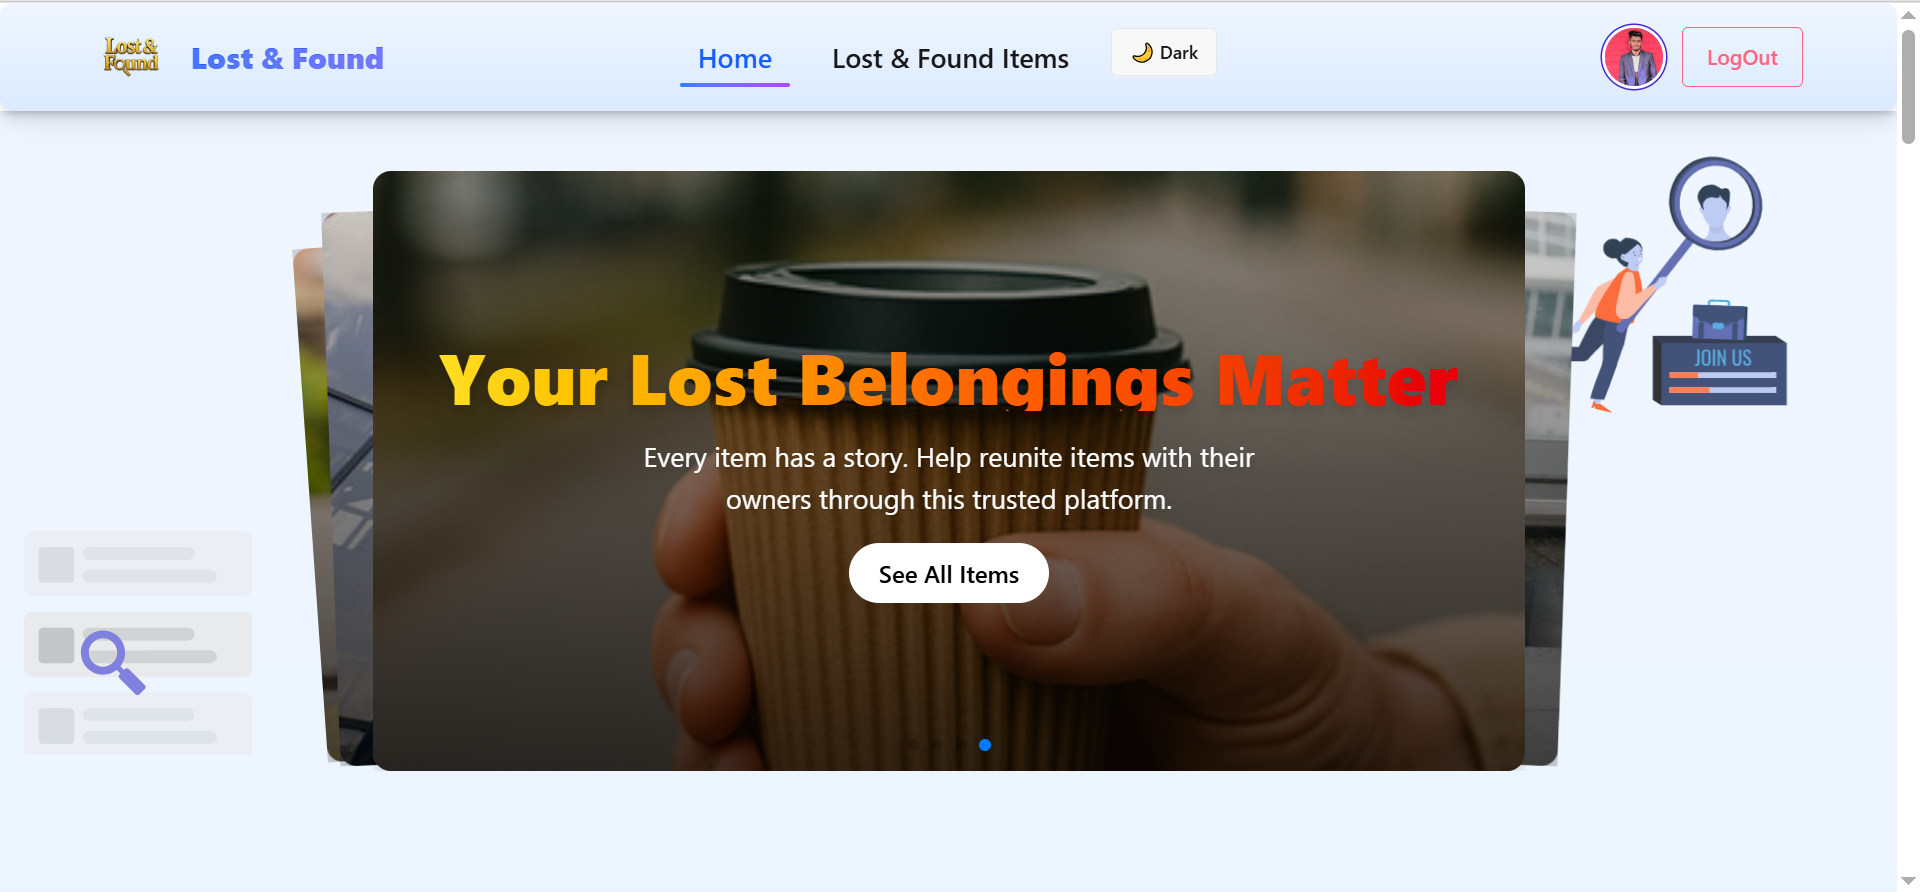 Lost &
Found
Lost & Found
Home
Lost & Found Items
🌙 Dark
LogOut
JOIN US
Your Lost Belongings Matter
Every item has a story. Help reunite items with their
owners through this trusted platform.
See All Items